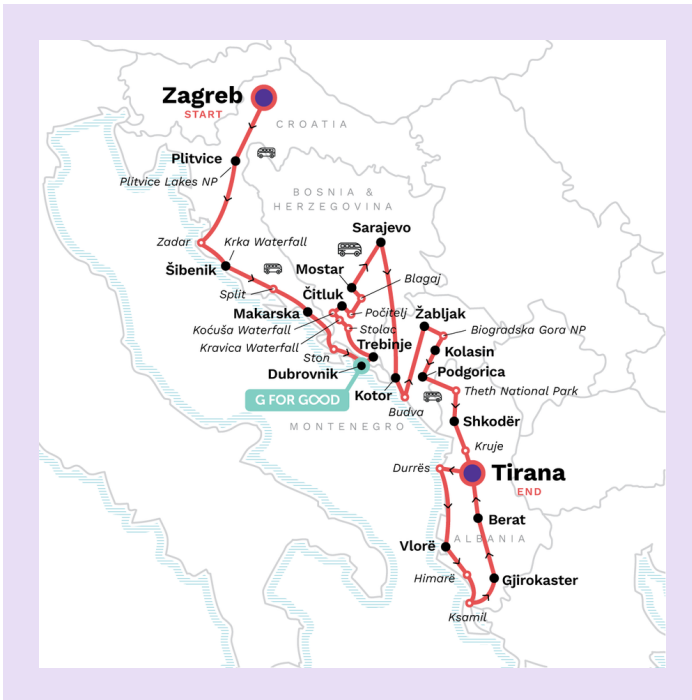 Zagreb
START
CROATIA
Plitvice
Plitvice Lakes NP
BOSNIA &
HERZEGOVINA
Sarajevo
Zadar
Krka Waterfall
Šibenik
Mostar
Blagaj
Split
Čitluk
Makarska
Počitelj
Žabljak
Koćuša Waterfall
Stolac
Biogradska Gora NP
Kravica Waterfall
Trebinje
Kolasin
Ston
Dubrovnik
Podgorica
G FOR GOOD
Kotor
Theth National Park
Budva
MONTENEGRO
Shkodër
Kruje
Durrës
Tirana
END
Berat
ALBANIA
Vlorë
Himarë
Gjirokaster
Ksamil